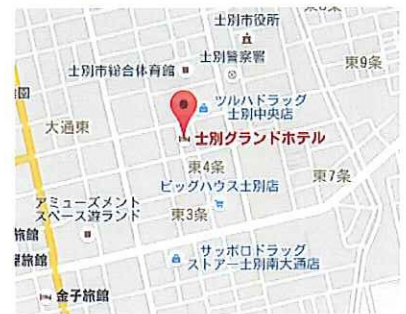 士別市役所
士別警察署
東9条
士別市総合体育館
ツルハドラッグ
士別中央店
大通東
士別グランドホテル
東4条
東7条
ビッグハウス士別店
アミューズメント
スペース遊ランド
東3条
旅館
サッポロドラッグ
ストアー士別南大通店
旅館
金子旅館